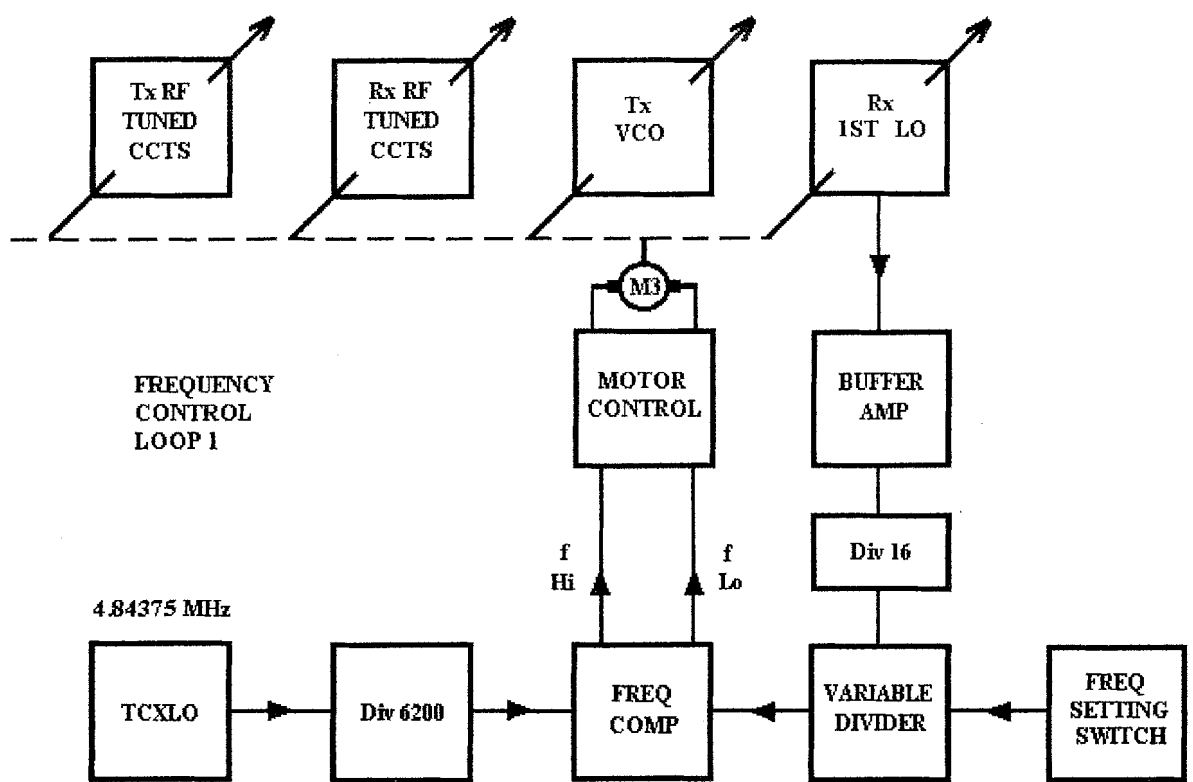 Tx RF
TUNED
CCTS
Rx RF
TUNED
CCTS
Tx
VCO
Rx
1ST LO
M3
FREQUENCY
CONTROL
LOOP 1
MOTOR
CONTROL
BUFFER
AMP
Div 16
f
Hi
f
Lo
4.84375 MHz
TCXLO
Div 6200
FREQ
COMP
VARIABLE
DIVIDER
FREQ
SETTING
SWITCH